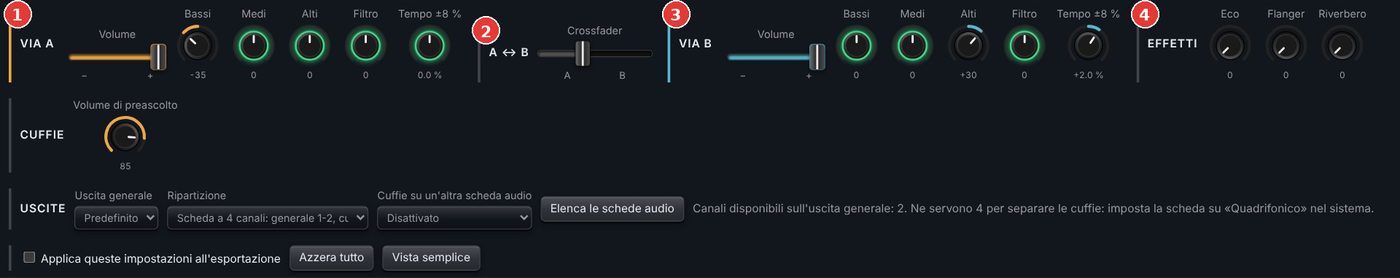 1
VIA A
Volume
− +
Bassi
-35
Medi
0
Alti
0
Filtro
0
Tempo ±8 %
0.0 %
2
A ↔ B
Crossfader
A B
3
VIA B
Volume
− +
Bassi
0
Medi
0
Alti
+30
Filtro
0
Tempo ±8 %
+2.0 %
4
EFFETTI
Eco
0
Flanger
0
Riverbero
0
CUFFIE
Volume di preascolto
85
USCITE
Uscita generale
Predefinito
Ripartizione
Scheda a 4 canali: generale 1-2, cu
Cuffie su un'altra scheda audio
Disattivato
Elenca le schede audio
Canali disponibili sull'uscita generale: 2. Ne servono 4 per separare le cuffie: imposta la scheda su «Quadrifonico» nel sistema.
Applica queste impostazioni all'esportazione
Azzera tutto
Vista semplice